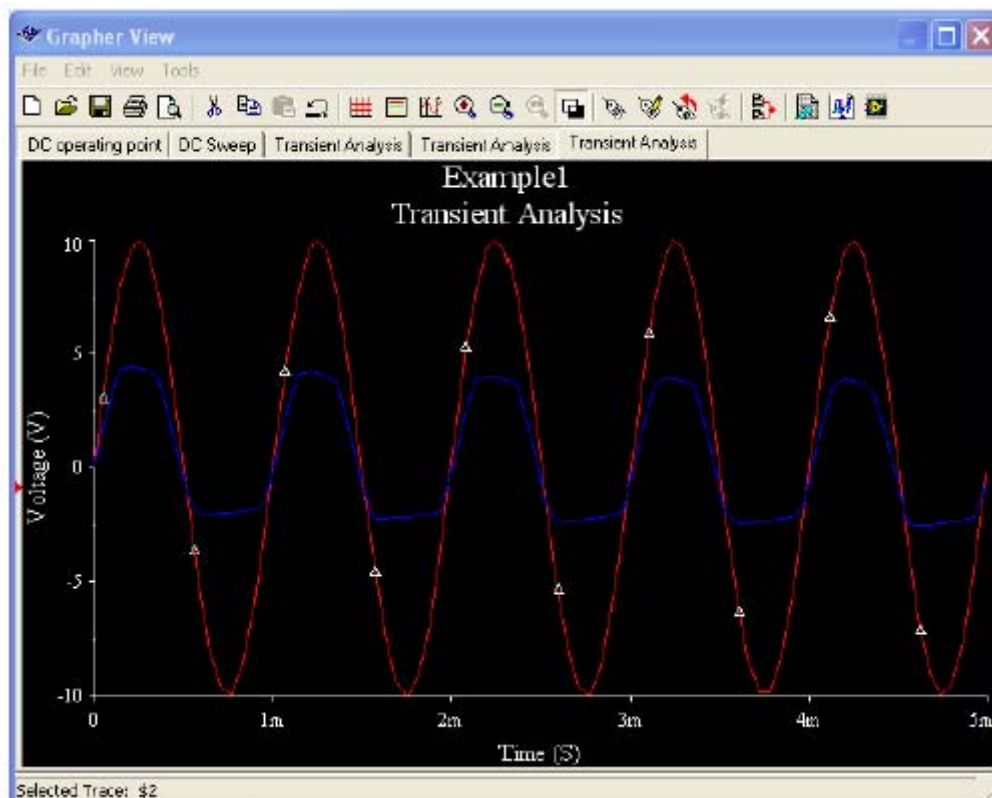 Grapher View
File Edit View Tools
DC operating point DC Sweep Transient Analysis Transient Analysis Transient Analysis
Example1
Transient Analysis
10
5
0
-5
-10
Voltage (V)
0 1m 2m 3m 4m 5m
Time (S)
Selected Trace: $2